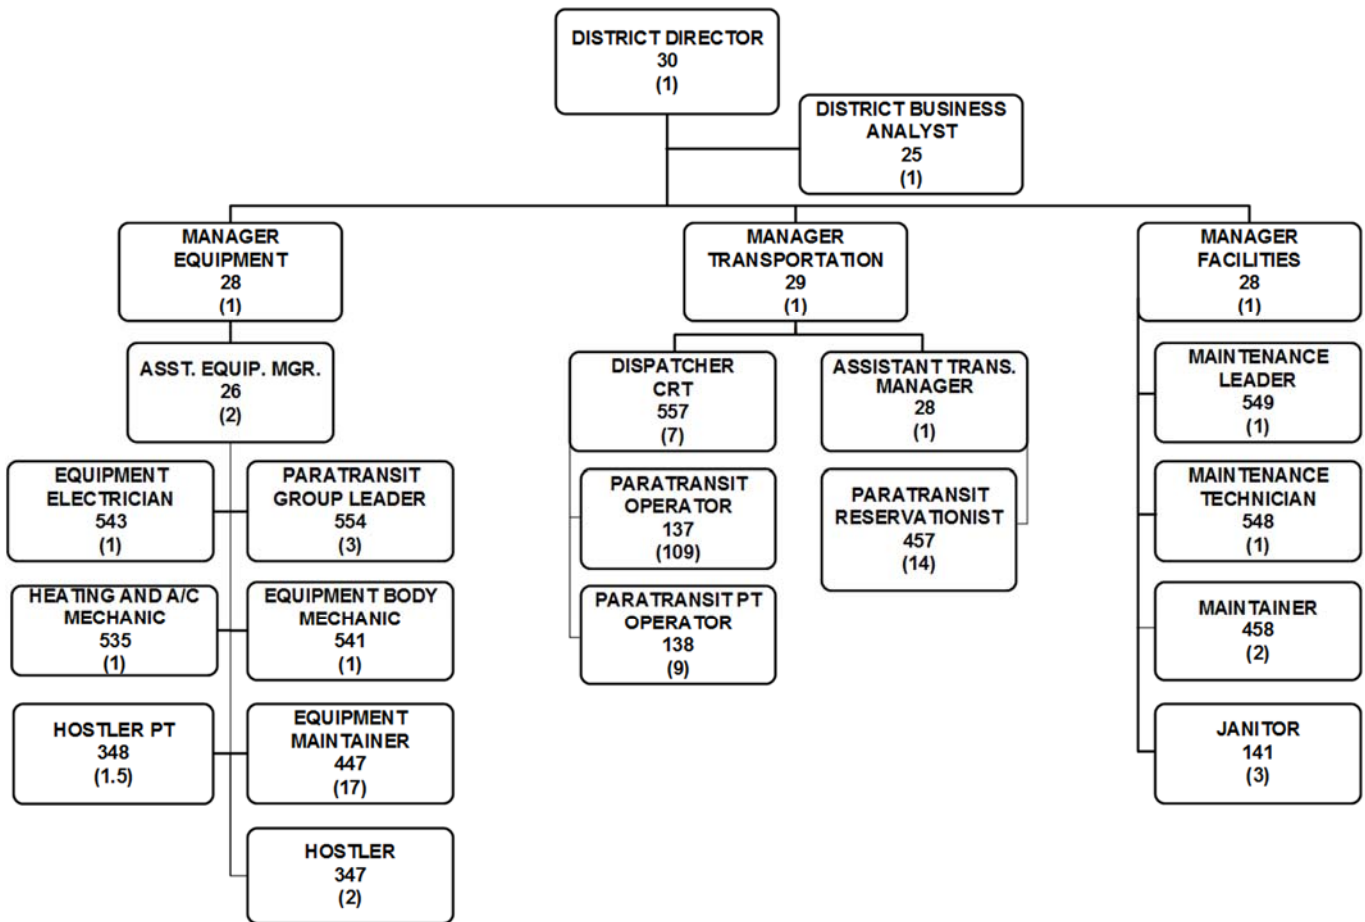 DISTRICT DIRECTOR
30
(1)
DISTRICT BUSINESS
ANALYST
25
(1)
MANAGER
EQUIPMENT
28
(1)
MANAGER
TRANSPORTATION
29
(1)
MANAGER
FACILITIES
28
(1)
ASST. EQUIP. MGR.
26
(2)
DISPATCHER
CRT
557
(7)
ASSISTANT TRANS.
MANAGER
28
(1)
MAINTENANCE
LEADER
549
(1)
EQUIPMENT
ELECTRICIAN
543
(1)
PARATRANSIT
GROUP LEADER
554
(3)
PARATRANSIT
OPERATOR
137
(109)
PARATRANSIT
RESERVATIONIST
457
(14)
MAINTENANCE
TECHNICIAN
548
(1)
HEATING AND A/C
MECHANIC
535
(1)
EQUIPMENT BODY
MECHANIC
541
(1)
PARATRANSIT PT
OPERATOR
138
(9)
MAINTAINER
458
(2)
HOSTLER PT
348
(1.5)
EQUIPMENT
MAINTAINER
447
(17)
JANITOR
141
(3)
HOSTLER
347
(2)